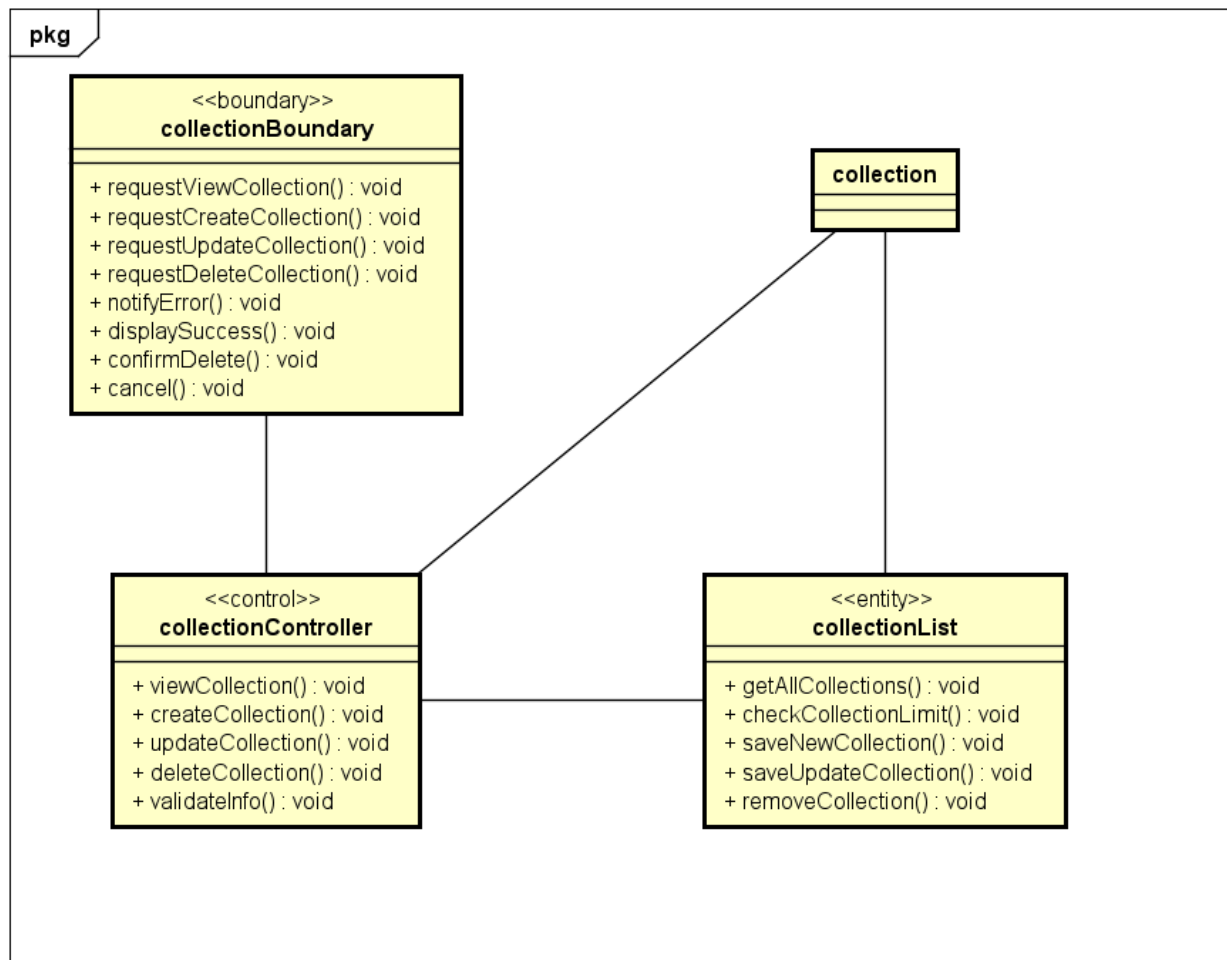 pkg
<<boundary>>
collectionBoundary
+ requestViewCollection() : void
+ requestCreateCollection() : void
+ requestUpdateCollection() : void
+ requestDeleteCollection() : void
+ notifyError() : void
+ displaySuccess() : void
+ confirmDelete() : void
+ cancel() : void
collection
<<control>>
collectionController
+ viewCollection() : void
+ createCollection() : void
+ updateCollection() : void
+ deleteCollection() : void
+ validateInfo() : void
<<entity>>
collectionList
+ getAllCollections() : void
+ checkCollectionLimit() : void
+ saveNewCollection() : void
+ saveUpdateCollection() : void
+ removeCollection() : void